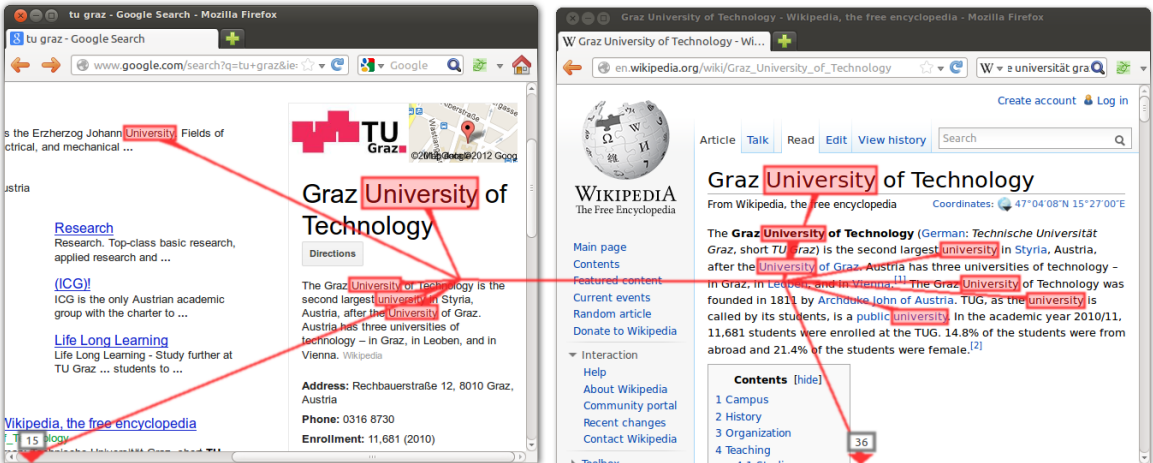 tu graz - Google Search - Mozilla Firefox
tu graz - Google Search
www.google.com/search?q=tu+graz&ie:
Google
s the Erzherzog Johann University. Fields of
ctrical, and mechanical ...
ustria
Research
Research. Top-class basic research,
applied research and ...
(ICG)!
ICG is the only Austrian academic
group with the charter to ...
Life Long Learning
Life Long Learning - Study further at
TU Graz ... students to ...
Wikipedia, the free encyclopedia
15
TU
Graz.
Graz University of
Technology
Directions
The Graz University of Technology is the
second largest university in Styria,
Austria, after the University of Graz.
Austria has three universities of
technology – in Graz, in Leoben, and in
Vienna. Wikipedia
Address: Rechbauerstraße 12, 8010 Graz,
Austria
Phone: 0316 8730
Enrollment: 11,681 (2010)
Graz University of Technology - Wikipedia, the free encyclopedia - Mozilla Firefox
W Graz University of Technology - Wi...
en.wikipedia.org/wiki/Graz_University_of_Technology
W e universität gra
Create account Log in
Article Talk Read Edit View history Search
WIKIPEDIA
The Free Encyclopedia
Main page
Contents
Featured content
Current events
Random article
Donate to Wikipedia
Interaction
Help
About Wikipedia
Community portal
Recent changes
Contact Wikipedia
Toolbox
Graz University of Technology
From Wikipedia, the free encyclopedia
Coordinates: 47°04′08″N 15°27′00″E
The Graz University of Technology (German: Technische Universität
Graz, short TU Graz) is the second largest university in Styria, Austria,
after the University of Graz. Austria has three universities of technology –
in Graz, in Leoben, and in Vienna.[1] The Graz University of Technology was
founded in 1811 by Archduke John of Austria. TUG, as the university is
called by its students, is a public university. In the academic year 2010/11,
11,681 students were enrolled at the TUG. 14.8% of the students were from
abroad and 21.4% of the students were female.[2]
Contents [hide]
1 Campus
2 History
3 Organization
4 Teaching
36